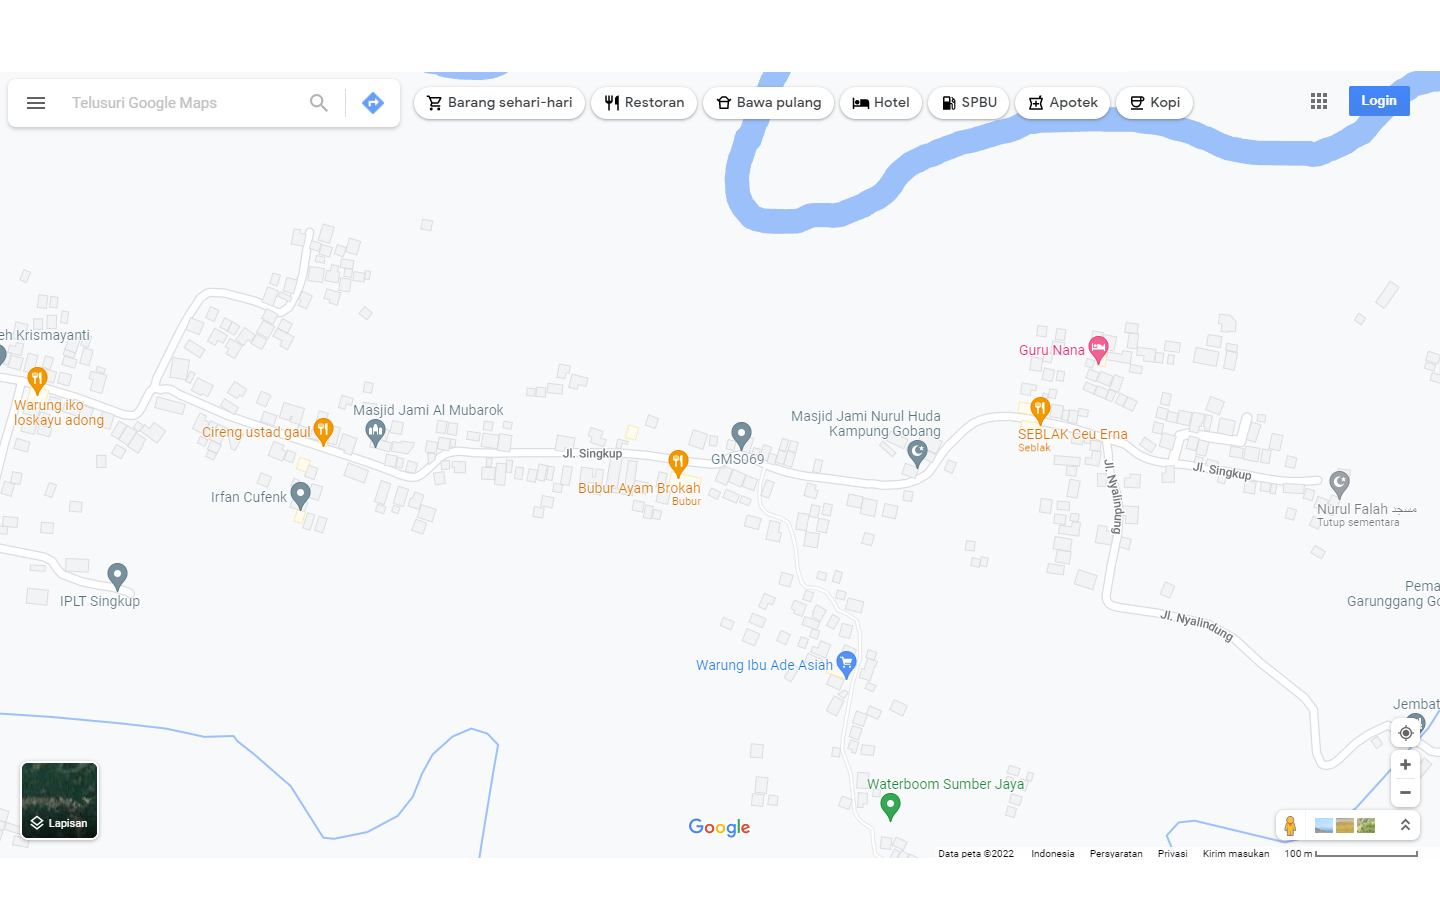 Telusuri Google Maps
Barang sehari-hari
Restoran
Bawa pulang
Hotel
SPBU
Apotek
Kopi
Login
eh Krismayanti
Guru Nana
Warung iko
loskayu adong
Masjid Jami Al Mubarok
Cireng ustad gaul
Masjid Jami Nurul Huda
Kampung Gobang
SEBLAK Ceu Erna
Seblak
Jl. Singkup
GMS069
Jl. Singkup
Jl. Nyalindung
Bubur Ayam Brokah
Bubur
Irfan Cufenk
Nurul Falah مسجد
Tutup sementara
IPLT Singkup
Pema
Garunggang Go
Jl. Nyalindung
Warung Ibu Ade Asiah
Jembat
Waterboom Sumber Jaya
Lapisan
Google
Data peta ©2022 Indonesia Persyaratan Privasi Kirim masukan 100 m